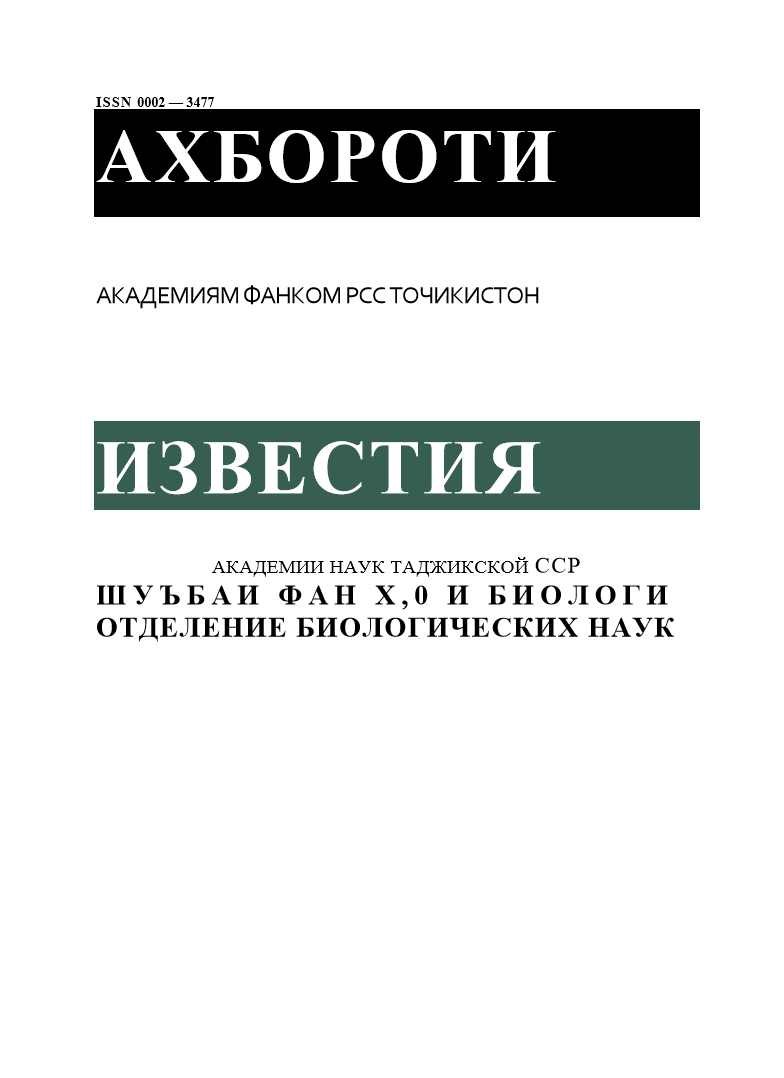 ISSN 0002 — 3477
АХБОРОТИ
АКАДЕМИЯМ ФАНКОМ РСС ТОЧИКИСТОН
ИЗВЕСТИЯ
АКАДЕМИИ НАУК ТАДЖИКСКОЙ ССР
ШУЪБАИ ФАН Х,0 И БИОЛОГИ
ОТДЕЛЕНИЕ БИОЛОГИЧЕСКИХ НАУК